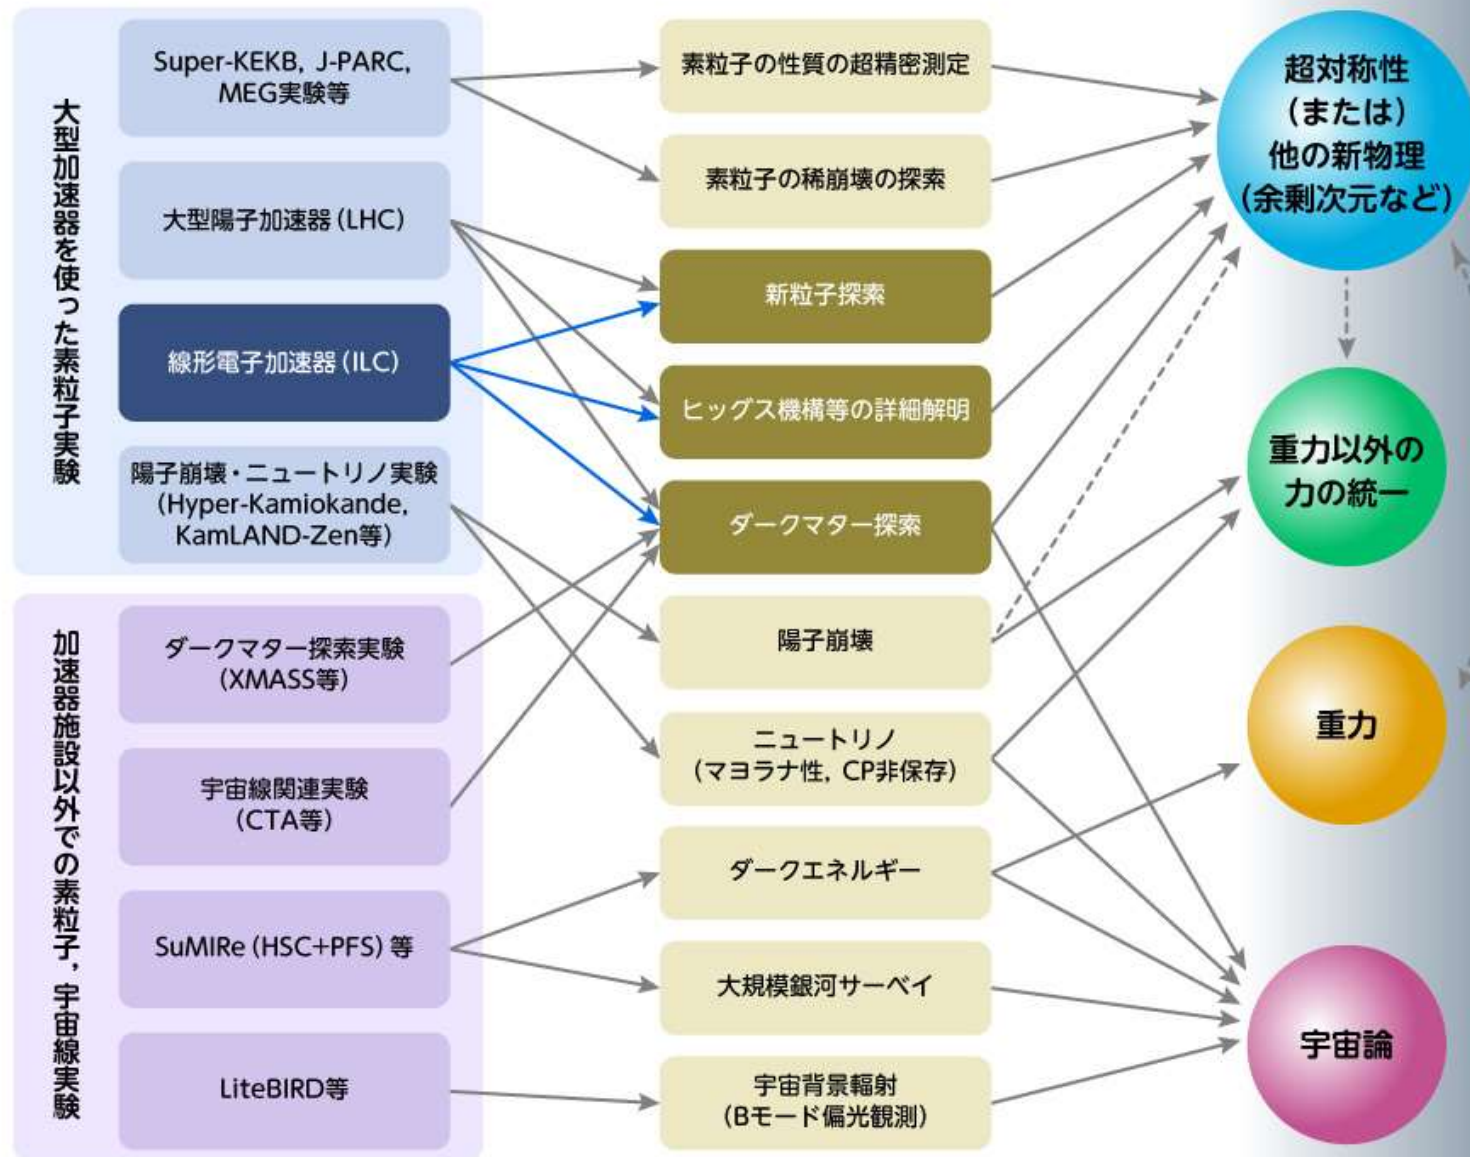 大型加速器を使った素粒子実験
Super-KEKB, J-PARC,
MEG実験等
大型陽子加速器(LHC)
線形電子加速器(ILC)
陽子崩壊・ニュートリノ実験
(Hyper-Kamiokande,
KamLAND-Zen等)
加速器施設以外での素粒子,宇宙線実験
ダークマター探索実験
(XMASS等)
宇宙線関連実験
(CTA等)
SuMIRe(HSC+PFS)等
LiteBIRD等
素粒子の性質の超精密測定
素粒子の稀崩壊の探索
新粒子探索
ヒッグス機構等の詳細解明
ダークマター探索
陽子崩壊
ニュートリノ
(マヨラナ性, CP非保存)
ダークエネルギー
大規模銀河サーベイ
宇宙背景輻射
(Bモード偏光観測)
超対称性
(または)
他の新物理
(余剰次元など)
重力以外の
力の統一
重力
宇宙論